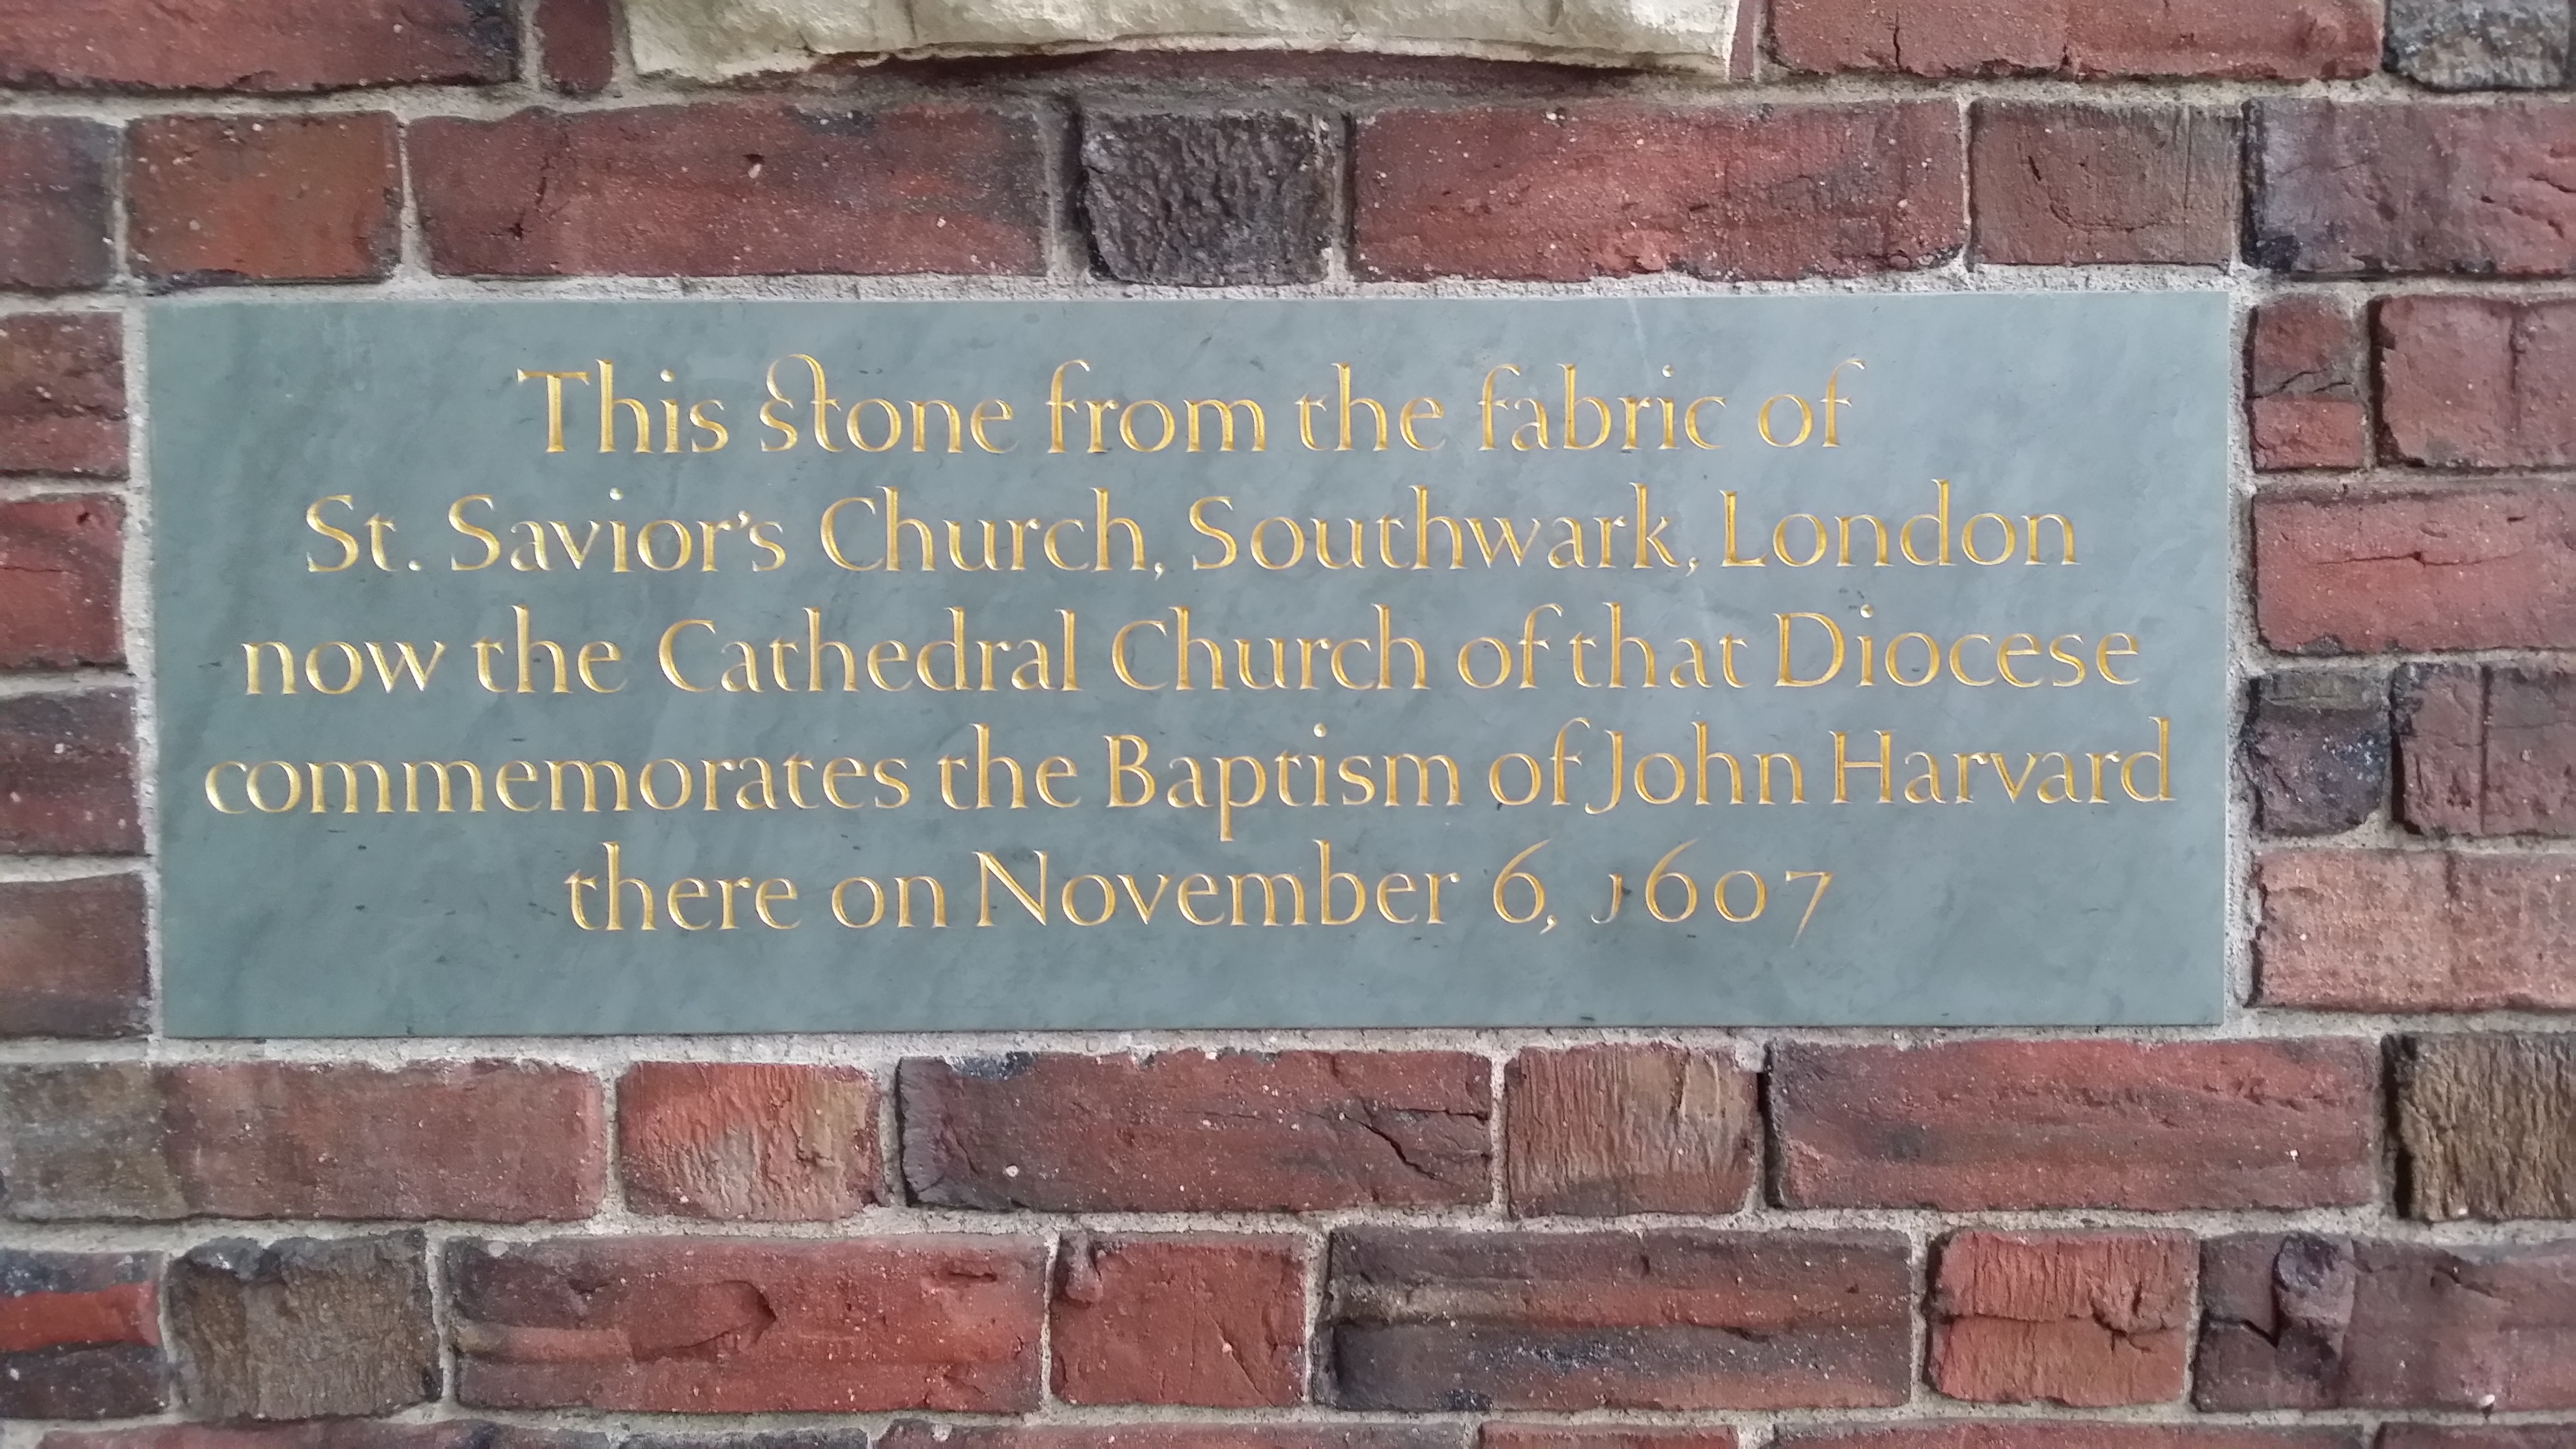 This stone from the fabric of
St. Savior's Church, Southwark, London
now the Cathedral Church of that Diocese
commemorates the Baptism of John Harvard
there on November 6, 1607